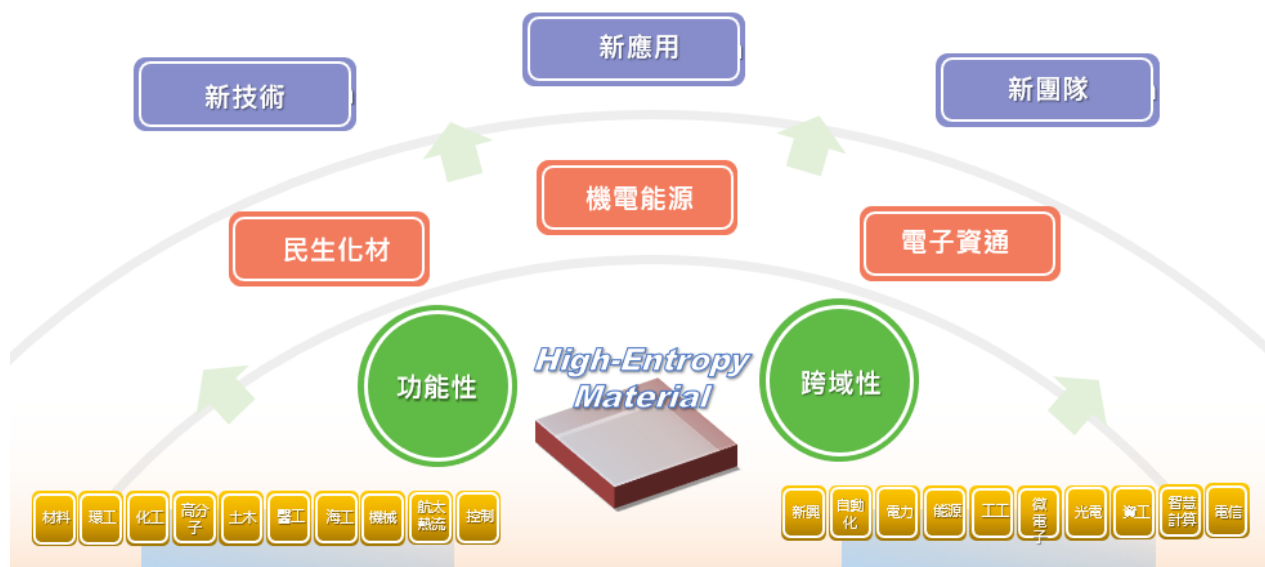 新應用
新技術
新團隊
機電能源
民生化材
電子資通
功能性
High-Entropy
Material
跨域性
材料
環工
化工
高分
子
土木
醫工
海工
機械
航太
熱流
控制
新興
自動
化
電力
能源
工工
微
電
子
光電
資工
智慧
計算
電信